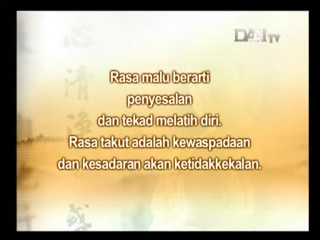 DAAI TV
Rasa malu berarti
penyesalan
dan tekad melatih diri.
Rasa takut adalah kewaspadaan
dan kesadaran akan ketidakkekalan.